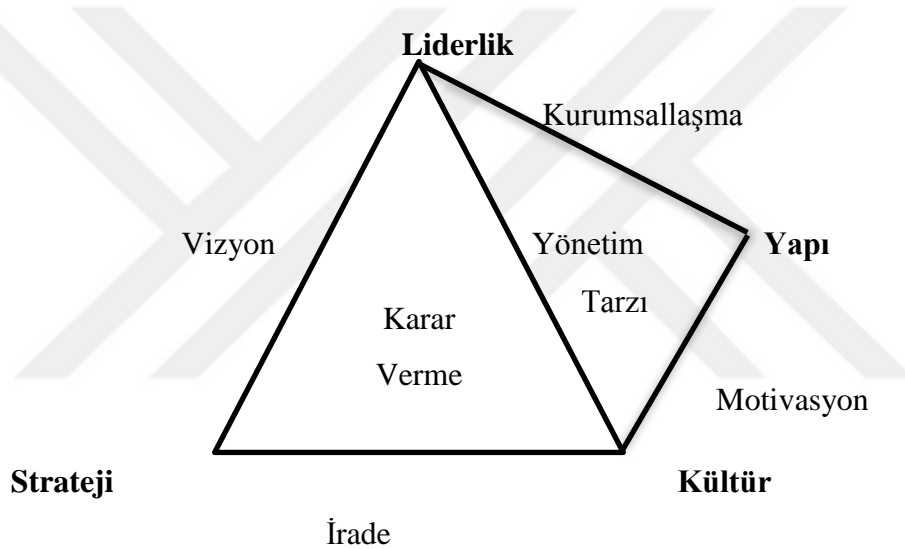 Liderlik
Kurumsallaşma
Vizyon
Yönetim
Yapı
Tarzı
Karar
Verme
Motivasyon
Strateji
Kültür
İrade